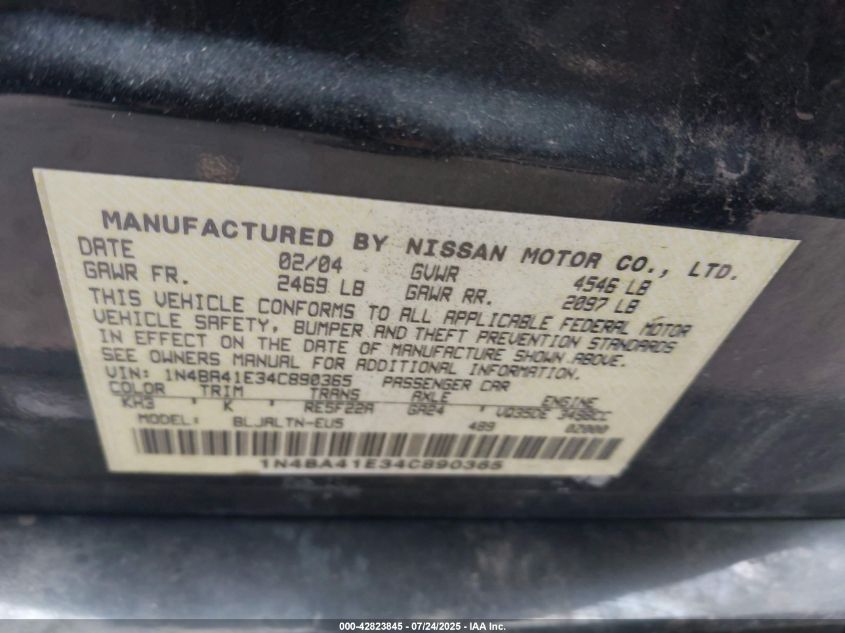 MANUFACTURED BY NISSAN MOTOR CO., LTD.
DATE 02/04 GVWR 4546 LB
GAWR FR. 2469 LB GAWR RR. 2097 LB
THIS VEHICLE CONFORMS TO ALL APPLICABLE FEDERAL MOTOR
VEHICLE SAFETY, BUMPER AND THEFT PREVENTION STANDARDS
IN EFFECT ON THE DATE OF MANUFACTURE SHOWN ABOVE.
SEE OWNERS MANUAL FOR ADDITIONAL INFORMATION.
VIN: 1N4BA41E34C890365 PASSENGER CAR
COLOR TRIM TRANS AXLE ENGINE
KH3 K RE5F22A GA24 VQ35DE 3498CC
MODEL: BLJALTN-EU5 489 02000
1N4BA41E34C890365
000-42823845 - 07/24/2025 - IAA Inc.